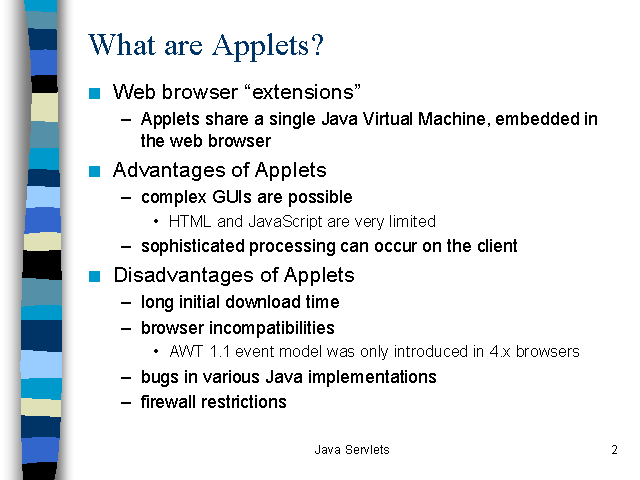 What are Applets?
■ Web browser “extensions”
– Applets share a single Java Virtual Machine, embedded in
the web browser
■ Advantages of Applets
– complex GUIs are possible
• HTML and JavaScript are very limited
– sophisticated processing can occur on the client
■ Disadvantages of Applets
– long initial download time
– browser incompatibilities
• AWT 1.1 event model was only introduced in 4.x browsers
– bugs in various Java implementations
– firewall restrictions
Java Servlets 2